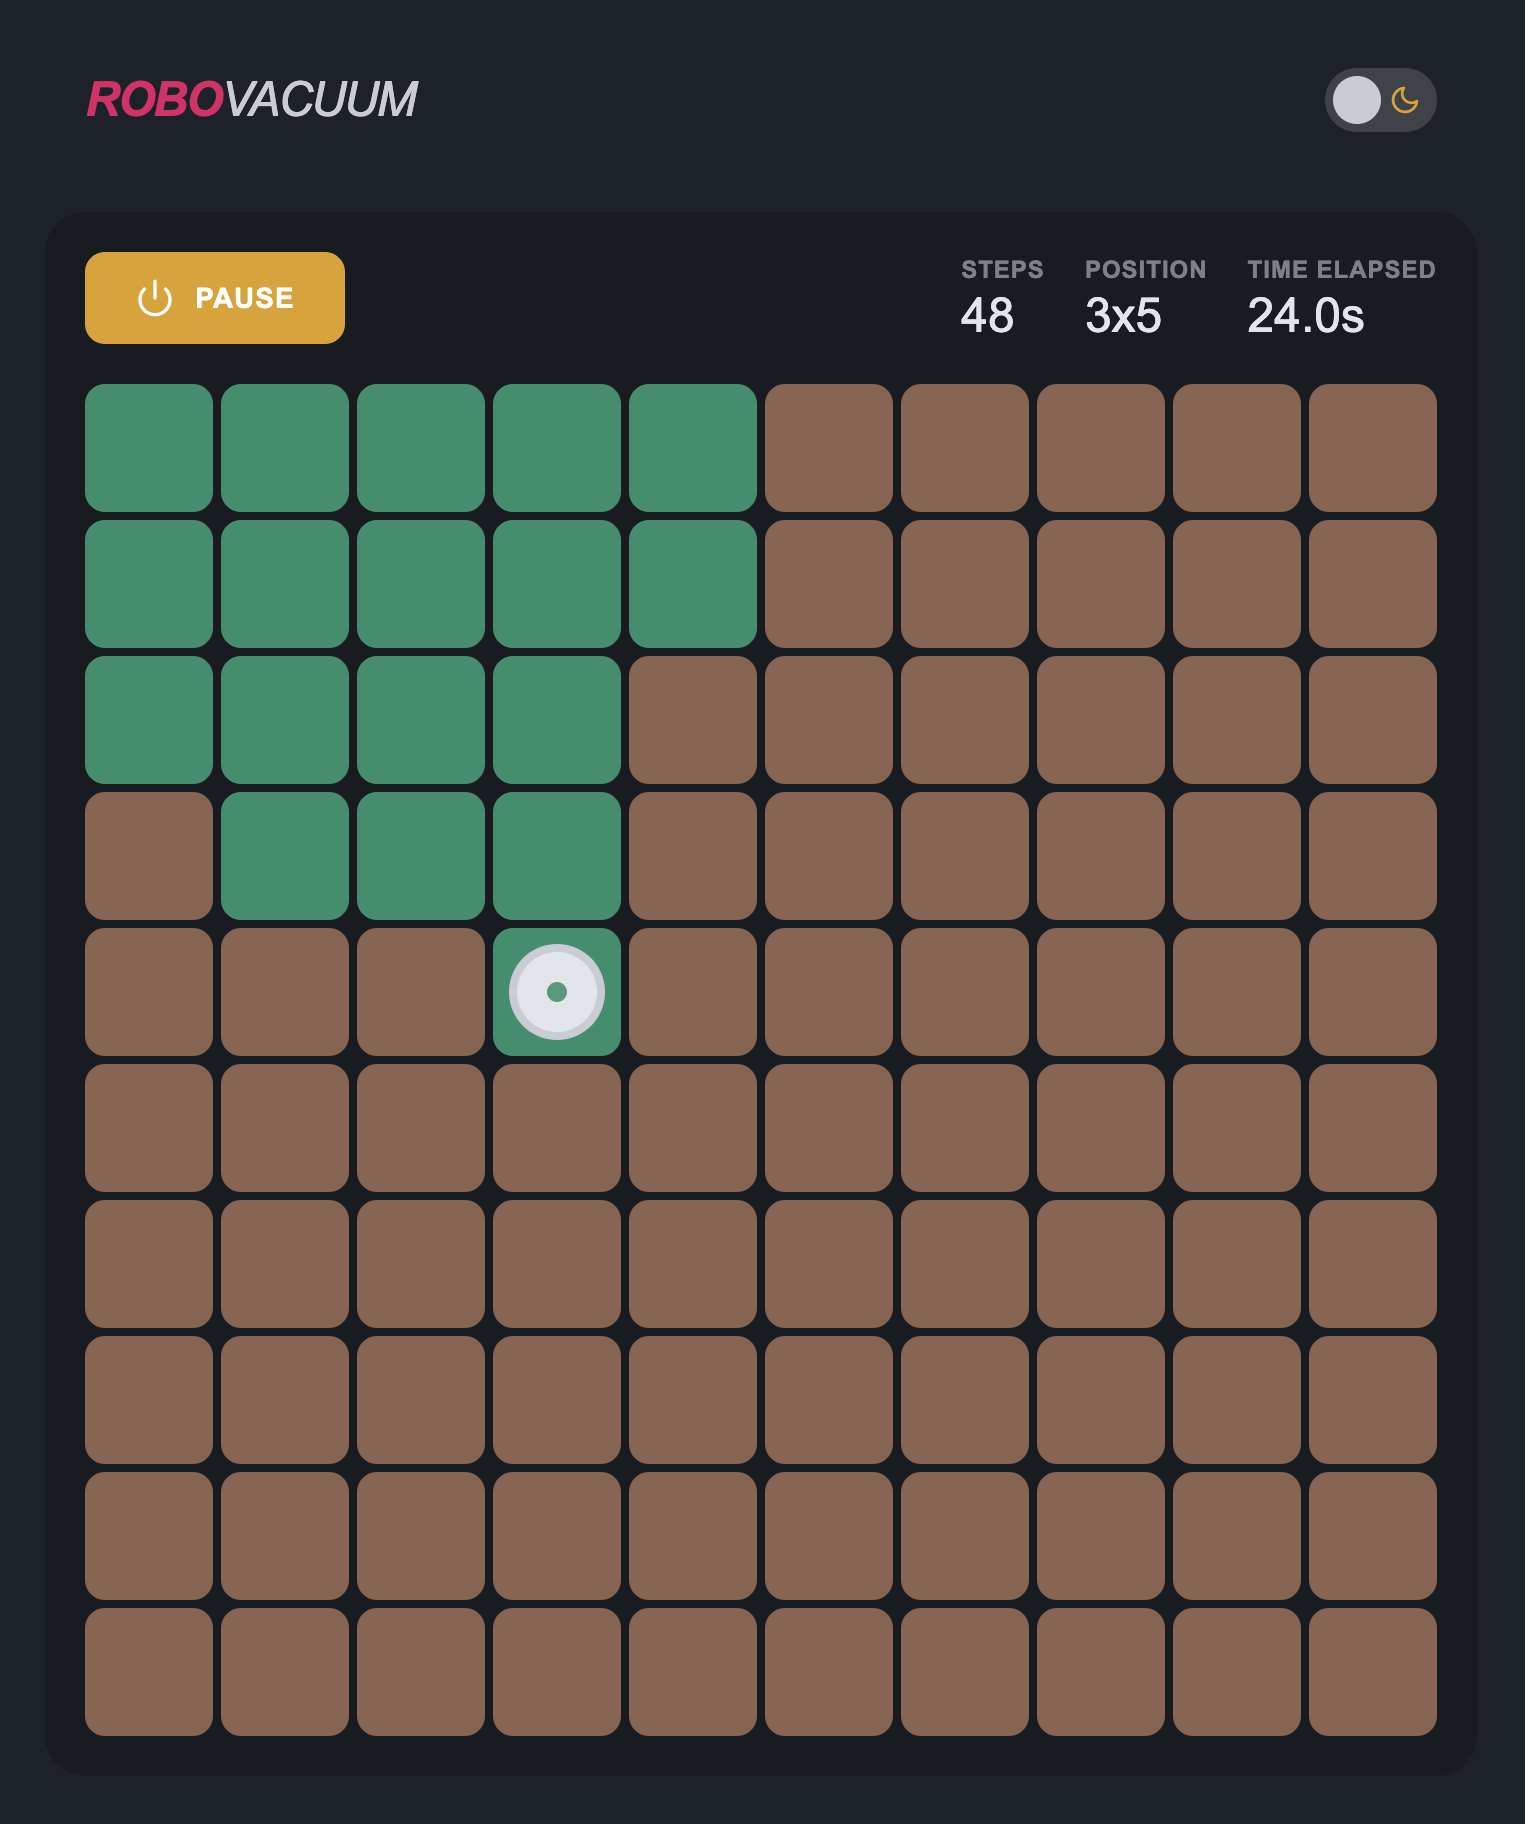 ROBOVACUUM
PAUSE
STEPS
48
POSITION
3x5
TIME ELAPSED
24.0s